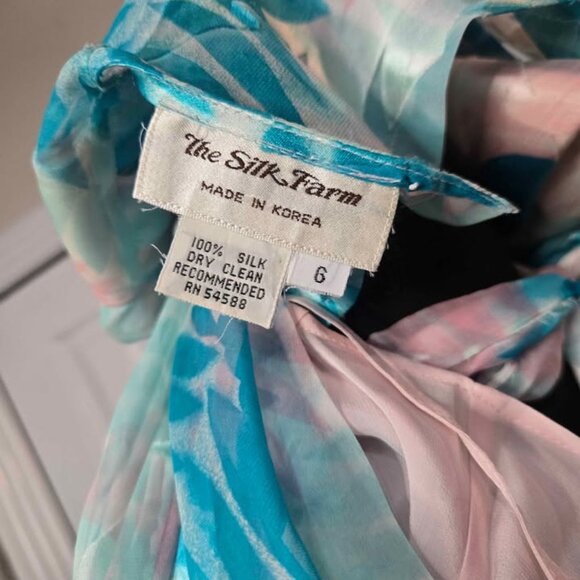 The Silk Farm
MADE IN KOREA
100% SILK
DRY CLEAN
RECOMMENDED
RN 54588
6